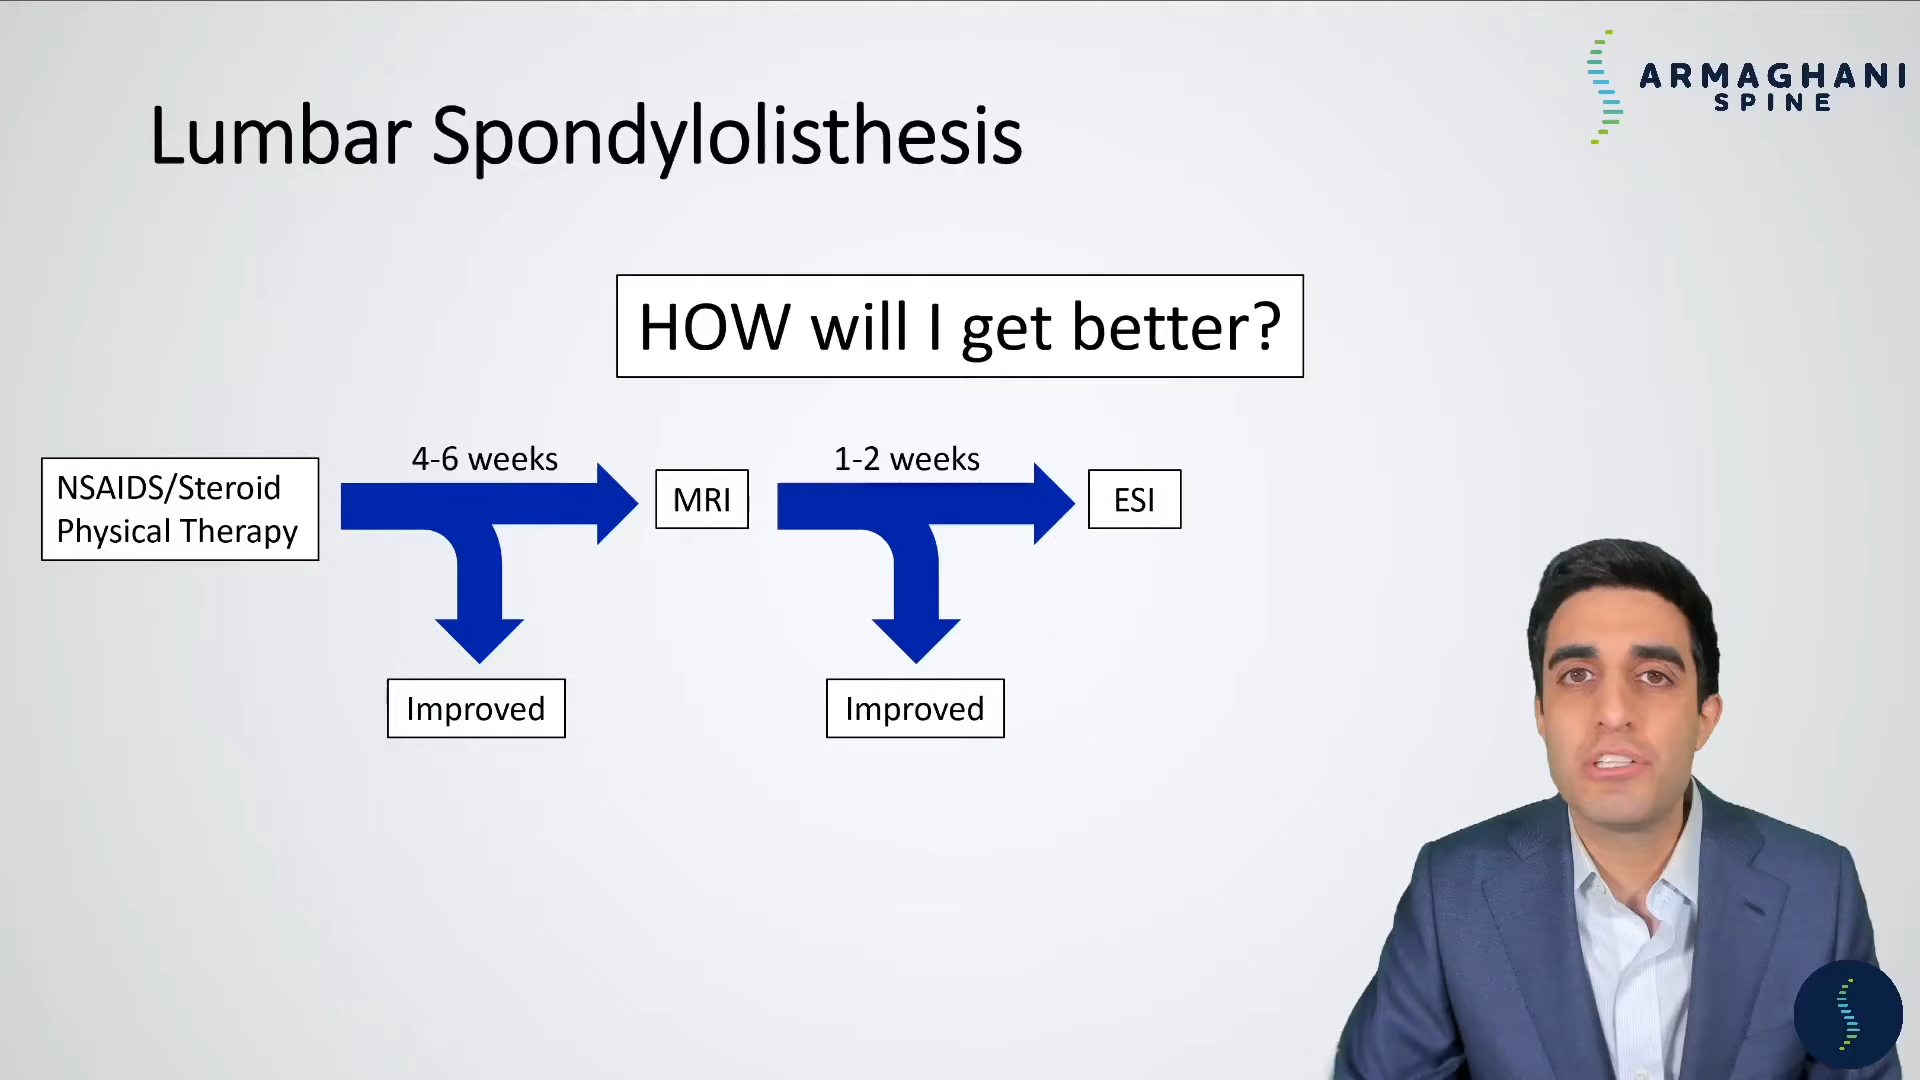 ARMAGHANI
SPINE
Lumbar Spondylolisthesis
HOW will I get better?
4-6 weeks
1-2 weeks
NSAIDS/Steroid
Physical Therapy
MRI
ESI
Improved
Improved